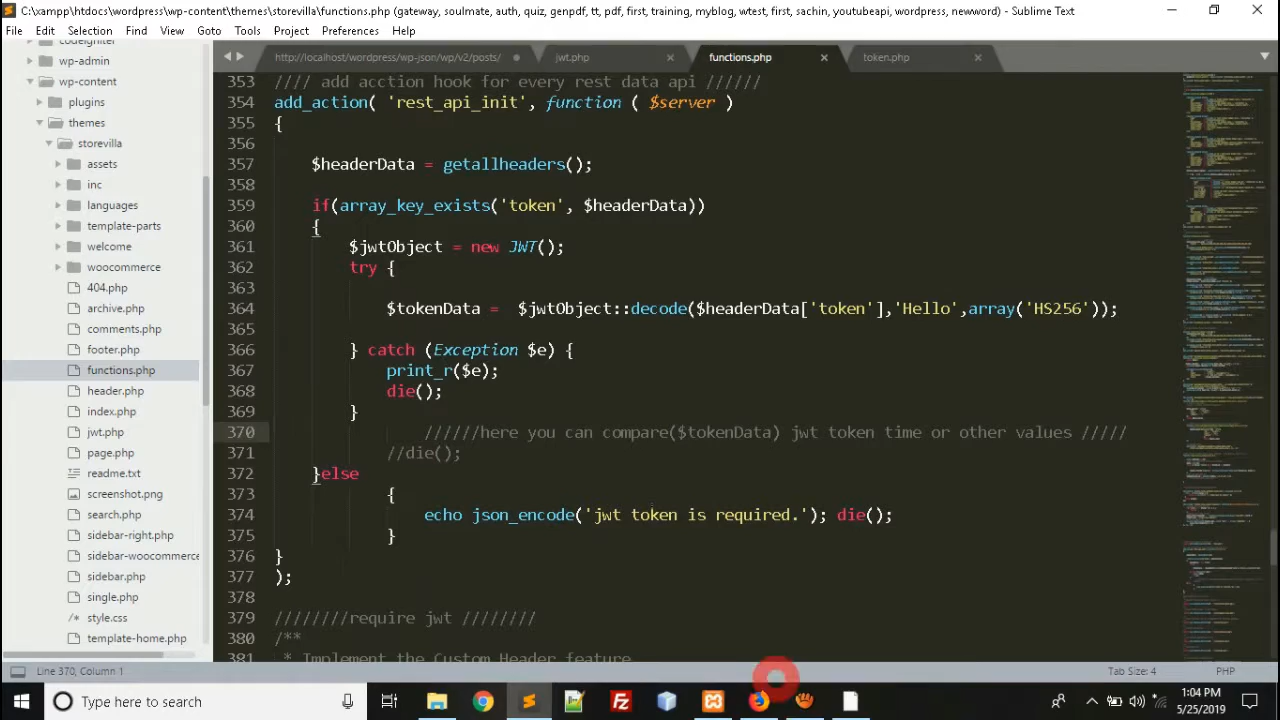 C:\xampp\htdocs\wordpress\wp-content\themes\storevilla\functions.php (gateway, soulmate, auth, quiz, genpdf, tt, pdf, first, training, my,blog, wtest, first, sachin, youtubeapi, wordpress, newword) - Sublime Text
File Edit Selection Find View Goto Tools Project Preferences Help
http://localhost/wordpress/wp-json/wp/v2/posts/ jwt.php functions.php token.php
codeigniter
wp-admin
wp-content
plugins
themes
storevilla
assets
inc
languages
template-parts
welcome
woocommerce
404.php
archive.php
comments.php
footer.php
functions.php
header.php
index.php
jwt.php
page.php
readme.txt
screenshot.png
search.php
sidebar-right.php
sidebar-woocommerce
sidebar.php
single.php
style.css
template-home.php
353 //// add acction hook for every rest data api //////
354 add_action( 'rest_api_init', function ( $server )
355 {
356
357 $headerData = getallheaders();
358
359 if(array_key_exists('Token', $headerData))
360 {
361 $jwtObject = new JWT();
362 try {
363
364 $token decode($headerData['Token'],'Hello',array('HS256'));
365
366 catch (Exception {
367 print_r($e)
368 die();
369 }
370 you can compare($tokenData) jwt token time or other values /////
371 //die();
372 }else
373 {
374 echo json_encode('jwt token is required.'); die();
375 }
376 }
377 );
378
379 require jwt
380 /**
381 * Implement the custom header feature
Line 370, Column 1 Tab Size: 4 PHP
Type here to search
1:04 PM
5/25/2019